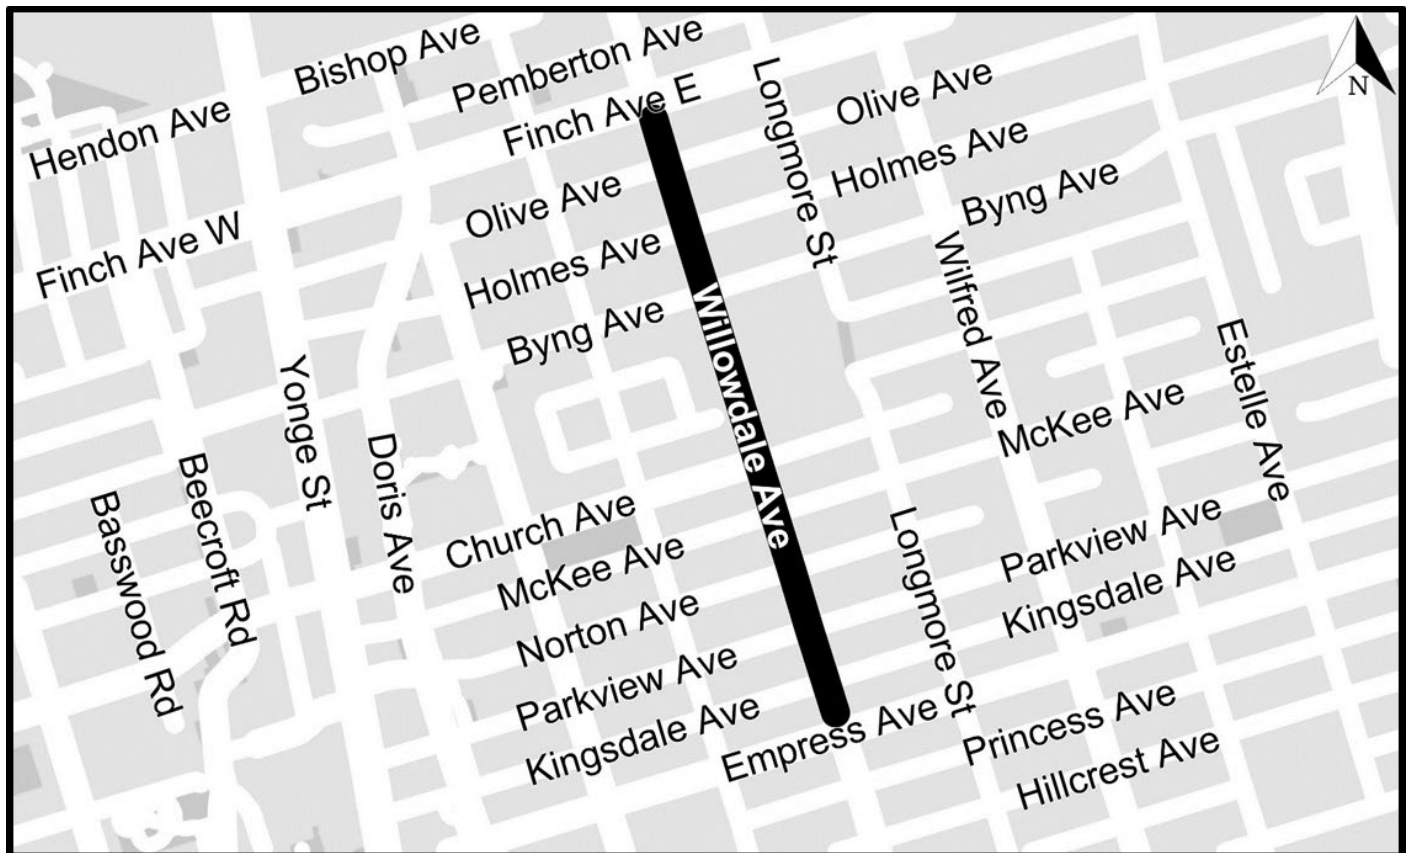 Bishop Ave
Pemberton Ave
Hendon Ave
Finch Ave E
Longmore St
Olive Ave
N
Finch Ave W
Olive Ave
Holmes Ave
Byng Ave
Holmes Ave
Byng Ave
Willowdale Ave
Wilfred Ave
Estelle Ave
Yonge St
McKee Ave
Doris Ave
Beecroft Rd
Basswood Rd
Church Ave
McKee Ave
Norton Ave
Parkview Ave
Kingsdale Ave
Longmore St
Parkview Ave
Kingsdale Ave
Empress Ave
Princess Ave
Hillcrest Ave